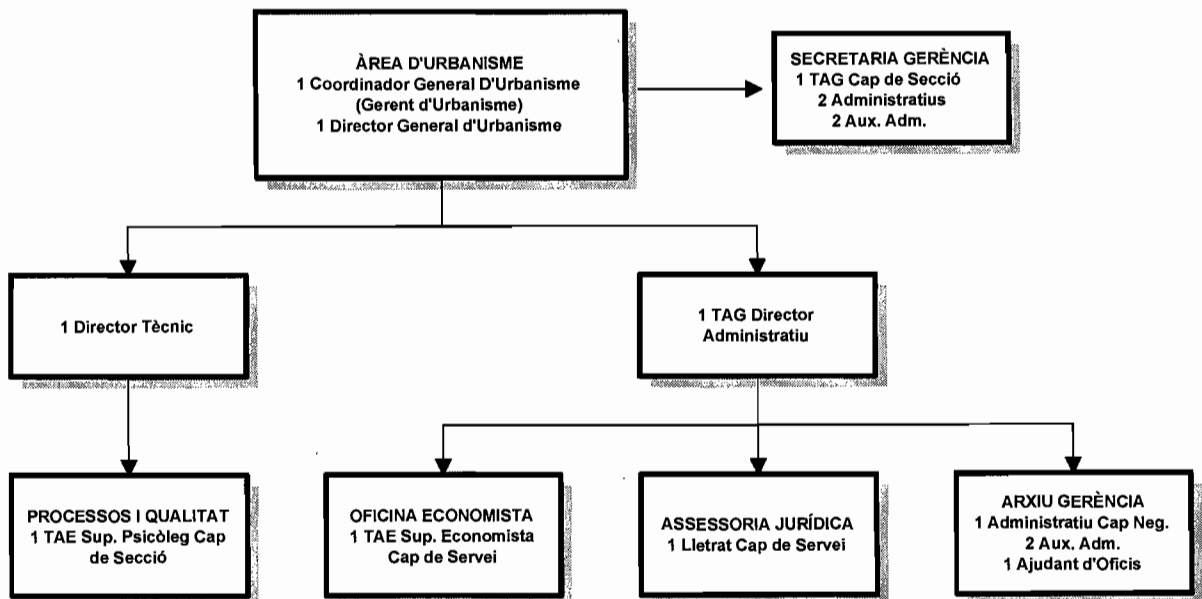 ÀREA D'URBANISME
1 Coordinador General D'Urbanisme
(Gerent d'Urbanisme)
1 Director General d'Urbanisme
SECRETARIA GERÈNCIA
1 TAG Cap de Secció
2 Administratius
2 Aux. Adm.
1 Director Tècnic
1 TAG Director
Administratiu
PROCESSOS I QUALITAT
1 TAE Sup. Psicòleg Cap
de Secció
OFICINA ECONOMISTA
1 TAE Sup. Economista
Cap de Servei
ASSESSORIA JURÍDICA
1 Lletrat Cap de Servei
ARXIU GERÈNCIA
1 Administratiu Cap Neg.
2 Aux. Adm.
1 Ajudant d'Oficis